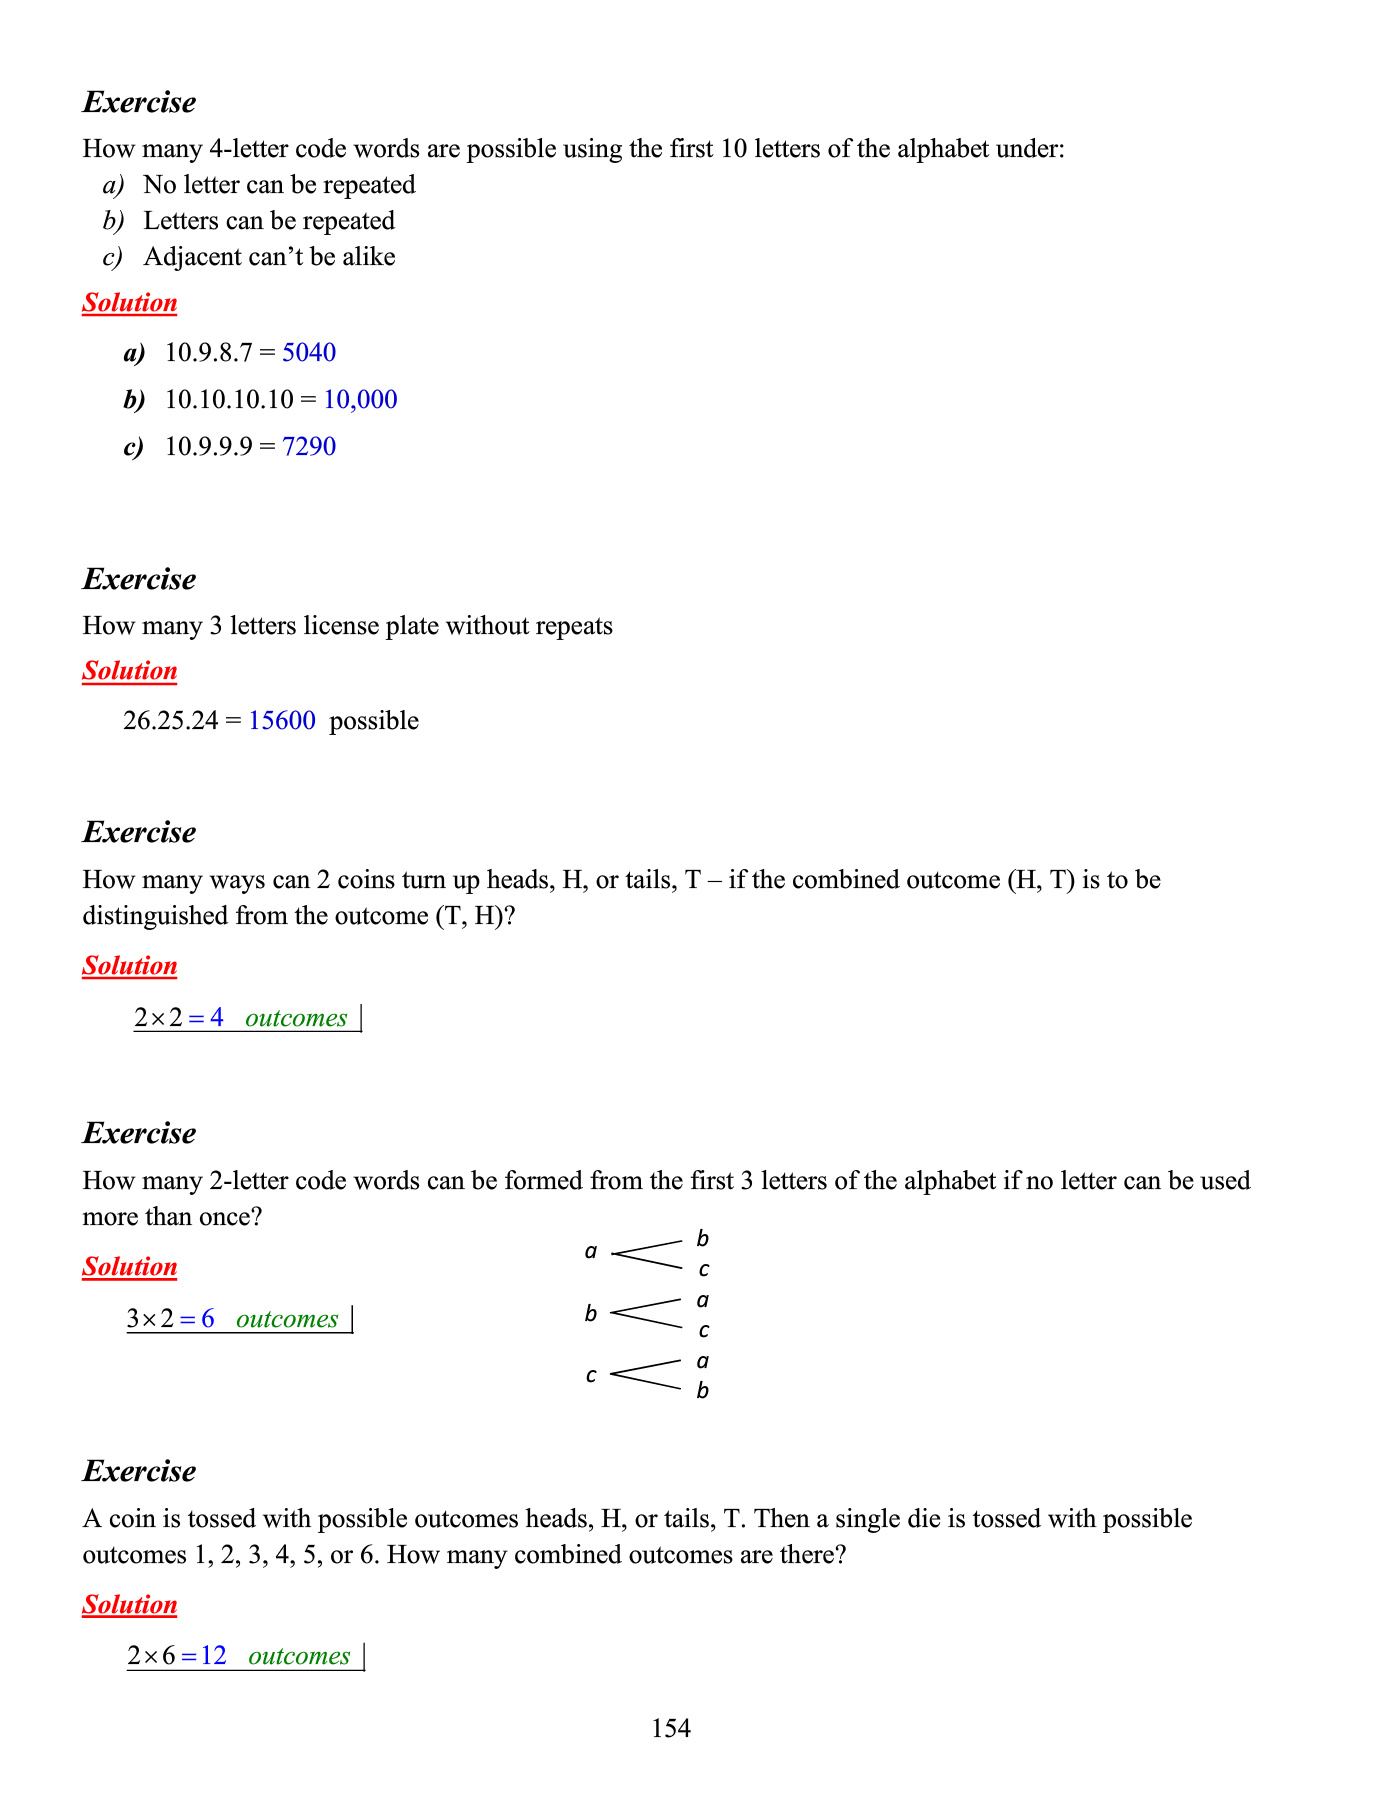 Exercise
How many 4-letter code words are possible using the first 10 letters of the alphabet under:
a) No letter can be repeated
b) Letters can be repeated
c) Adjacent can’t be alike
Solution
a) 10.9.8.7 = 5040
b) 10.10.10.10 = 10,000
c) 10.9.9.9 = 7290
Exercise
How many 3 letters license plate without repeats
Solution
26.25.24 = 15600 possible
Exercise
How many ways can 2 coins turn up heads, H, or tails, T – if the combined outcome (H, T) is to be
distinguished from the outcome (T, H)?
Solution
2×2 = 4 outcomes
Exercise
How many 2-letter code words can be formed from the first 3 letters of the alphabet if no letter can be used
more than once?
Solution
3×2 = 6 outcomes
a
b
c
b
a
c
c
a
b
Exercise
A coin is tossed with possible outcomes heads, H, or tails, T. Then a single die is tossed with possible
outcomes 1, 2, 3, 4, 5, or 6. How many combined outcomes are there?
Solution
2×6 = 12 outcomes
154